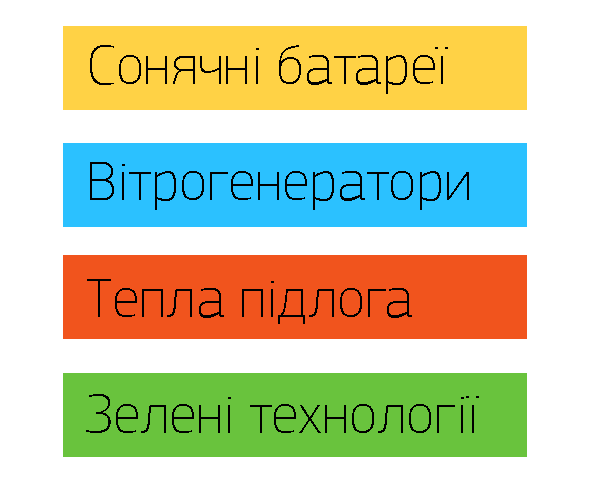 Сонячні батареї
Вітрогенератори
Тепла підлога
Зелені технології